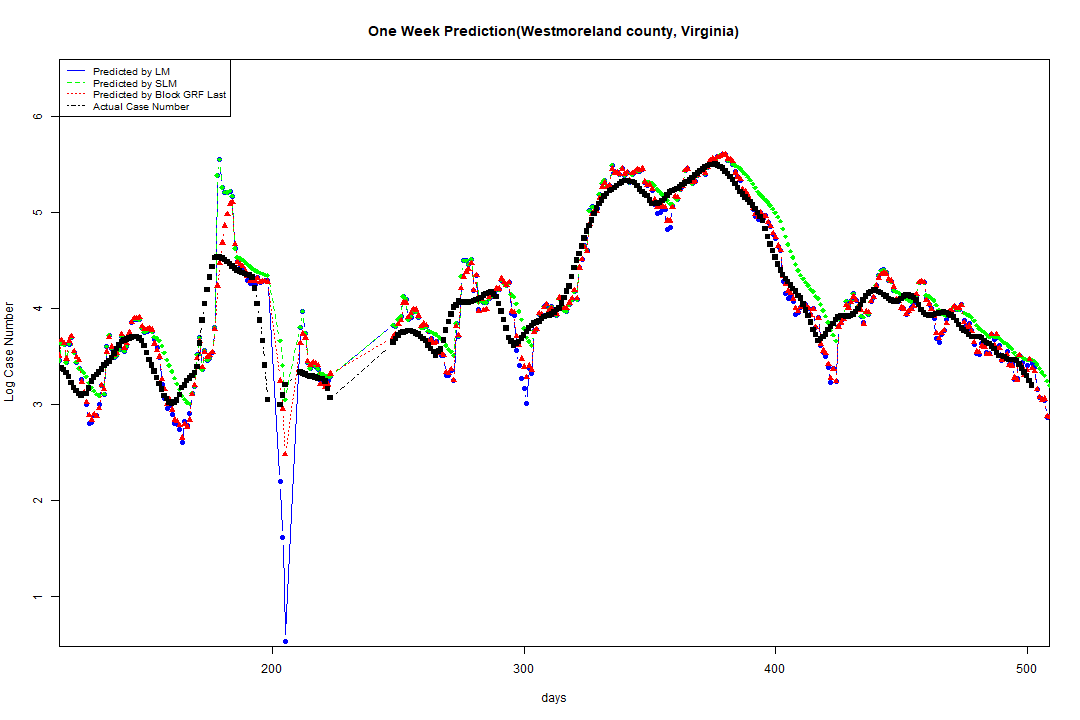 One Week Prediction(Westmoreland county, Virginia)
Predicted by LM
Predicted by SLM
Predicted by Block GRF Last
Actual Case Number
6
5
4
3
2
1
Log Case Number
200
300
400
500
days